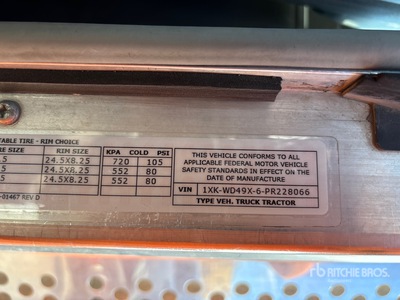 TABLE TIRE - RIM CHOICE
RE SIZE RIM SIZE KPA COLD PSI
.5 24.5X8.25 720 105
.5 24.5X8.25 552 80
.5 24.5X8.25 552 80
-01467 REV D
THIS VEHICLE CONFORMS TO ALL
APPLICABLE FEDERAL MOTOR VEHICLE
SAFETY STANDARDS IN EFFECT ON THE
DATE OF MANUFACTURE
VIN 1XK-WD49X-6-PR228066
TYPE VEH. TRUCK TRACTOR
rb RITCHIE BROS.